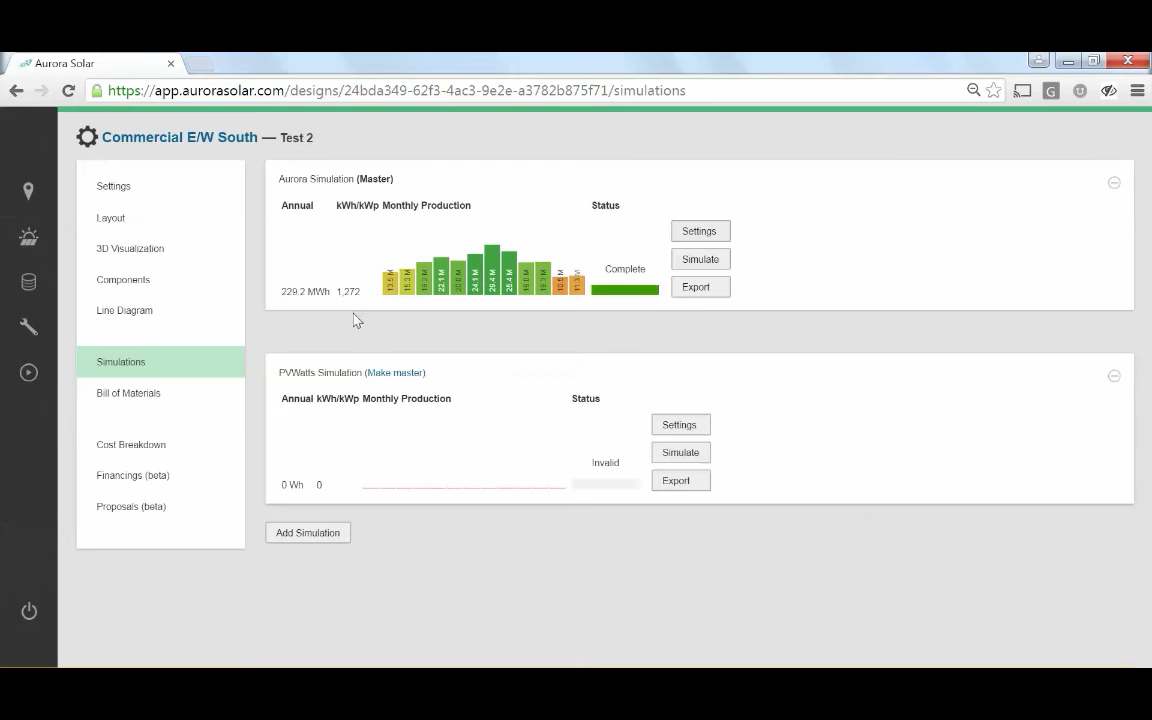 Aurora Solar
https://app.aurorasolar.com/designs/24bda349-62f3-4ac3-9e2e-a3782b875f71/simulations
Commercial E/W South — Test 2
Settings
Layout
3D Visualization
Components
Line Diagram
Simulations
Bill of Materials
Cost Breakdown
Financings (beta)
Proposals (beta)
Aurora Simulation (Master)
Annual kWh/kWp Monthly Production Status
229.2 MWh 1,272
22.1 M 24.1 M
Complete
Settings
Simulate
Export
PVWatts Simulation (Make master)
Annual kWh/kWp Monthly Production Status
0 Wh 0
Invalid
Settings
Simulate
Export
Add Simulation